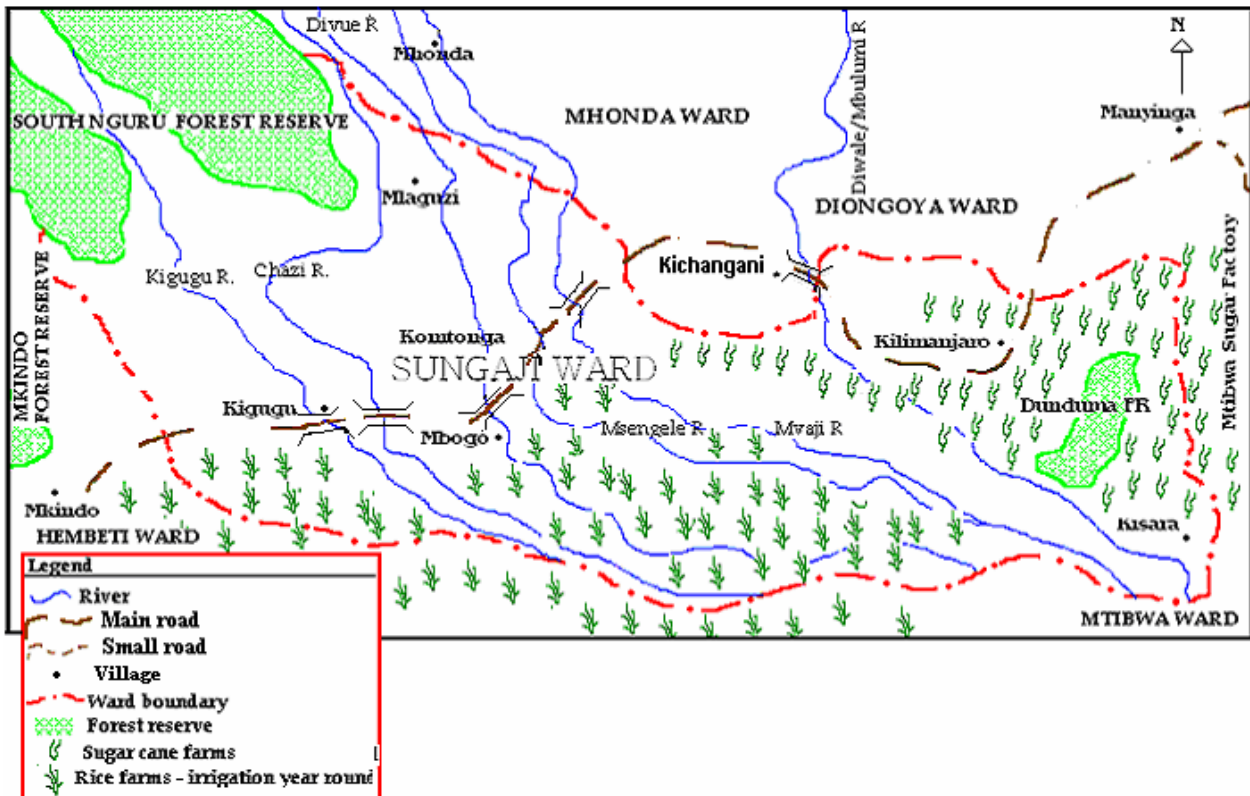 Divue R
Mhonda
N
SOUTH NGURU FOREST RESERVE
MHONDA WARD
Diwale/Mbulumi R
Manyinga
Mlaguzi
DIONGOYA WARD
Kigugu R.
Chazi R.
Kichangani
MKINDO
FOREST RESERVE
Komtonga
SUNGAJI WARD
Kilimanjaro
Mtibwa Sugar Factory
Kigugu
Mbogo
Msengele R
Mvaji R
Dunduma FR
Mkindo
HEMBETI WARD
Kisara
MTIBWA WARD
Legend
River
Main road
Small road
Village
Ward boundary
Forest reserve
Sugar cane farms
Rice farms - irrigation year round